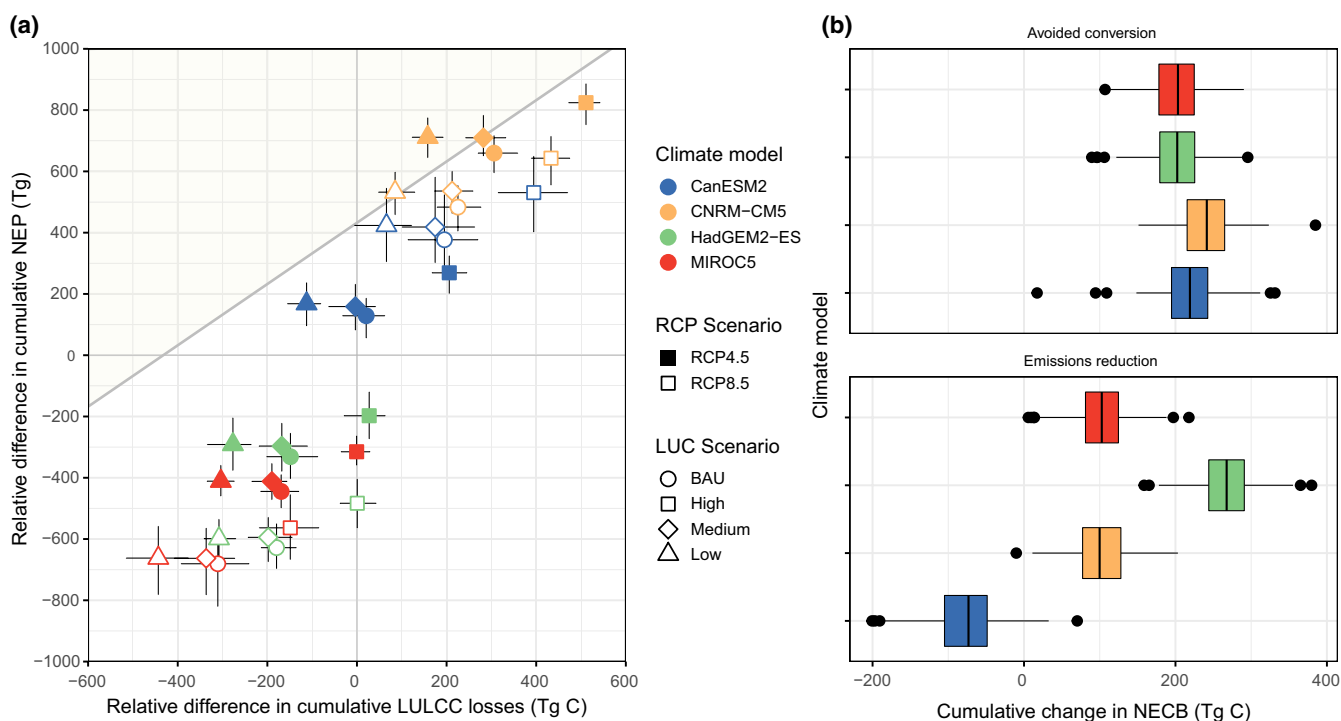 (a)
1000
800
600
400
200
0
−200
−400
−600
−800
−1000
Relative difference in cumulative NEP (Tg)
−600
−400
−200
0
200
400
600
Relative difference in cumulative LULCC losses (Tg C)
Climate model
CanESM2
CNRM−CM5
HadGEM2−ES
MIROC5
RCP Scenario
RCP4.5
RCP8.5
LUC Scenario
BAU
High
Medium
Low
(b)
Avoided conversion
Climate model
Emissions reduction
−200
0
200
400
Cumulative change in NECB (Tg C)